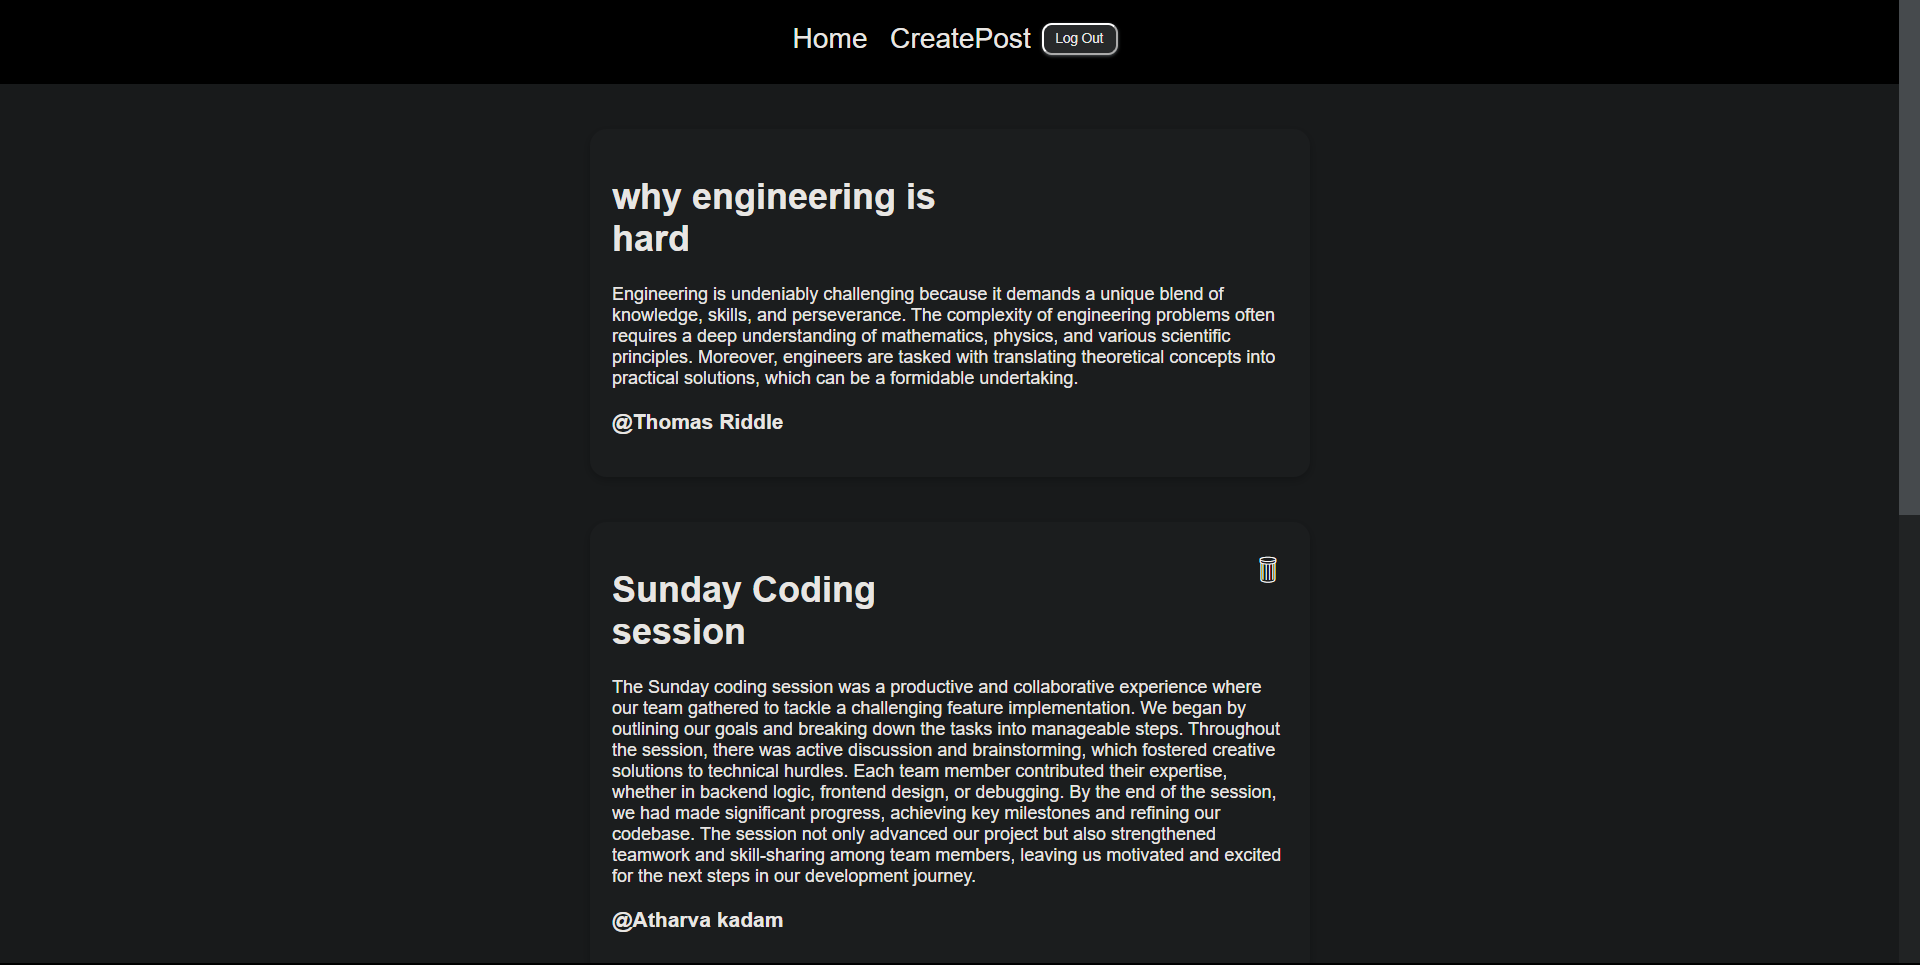 Home CreatePost Log Out
why engineering is
hard
Engineering is undeniably challenging because it demands a unique blend of
knowledge, skills, and perseverance. The complexity of engineering problems often
requires a deep understanding of mathematics, physics, and various scientific
principles. Moreover, engineers are tasked with translating theoretical concepts into
practical solutions, which can be a formidable undertaking.
@Thomas Riddle
Sunday Coding
session
The Sunday coding session was a productive and collaborative experience where
our team gathered to tackle a challenging feature implementation. We began by
outlining our goals and breaking down the tasks into manageable steps. Throughout
the session, there was active discussion and brainstorming, which fostered creative
solutions to technical hurdles. Each team member contributed their expertise,
whether in backend logic, frontend design, or debugging. By the end of the session,
we had made significant progress, achieving key milestones and refining our
codebase. The session not only advanced our project but also strengthened
teamwork and skill-sharing among team members, leaving us motivated and excited
for the next steps in our development journey.
@Atharva kadam